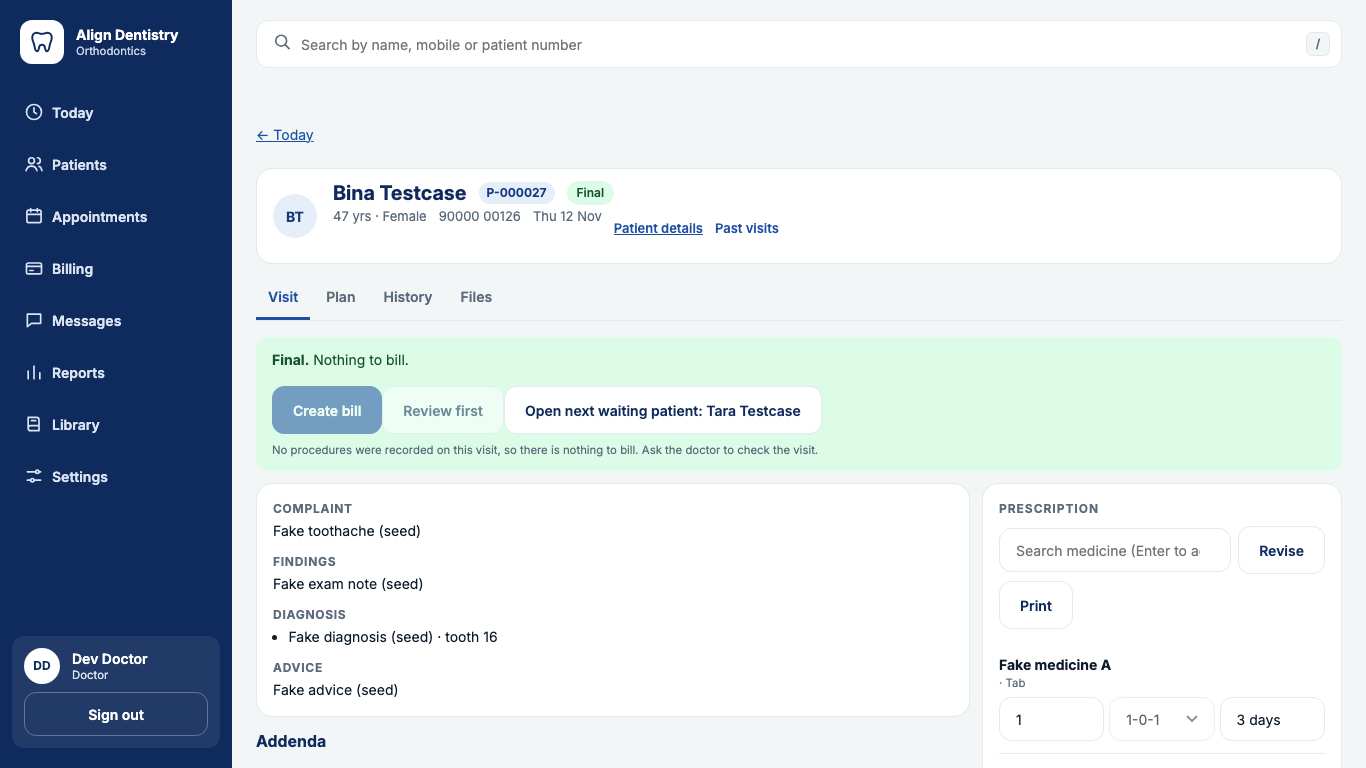 Align Dentistry
Orthodontics
Today
Patients
Appointments
Billing
Messages
Reports
Library
Settings
DD
Dev Doctor
Doctor
Sign out
Search by name, mobile or patient number
/
← Today
BT
Bina Testcase P-000027 Final
47 yrs · Female 90000 00126 Thu 12 Nov
Patient details Past visits
Visit Plan History Files
Final. Nothing to bill.
Create bill Review first Open next waiting patient: Tara Testcase
No procedures were recorded on this visit, so there is nothing to bill. Ask the doctor to check the visit.
COMPLAINT
Fake toothache (seed)
FINDINGS
Fake exam note (seed)
DIAGNOSIS
• Fake diagnosis (seed) · tooth 16
ADVICE
Fake advice (seed)
Addenda
PRESCRIPTION
Search medicine (Enter to a
Revise
Print
Fake medicine A
· Tab
1 1-0-1 3 days